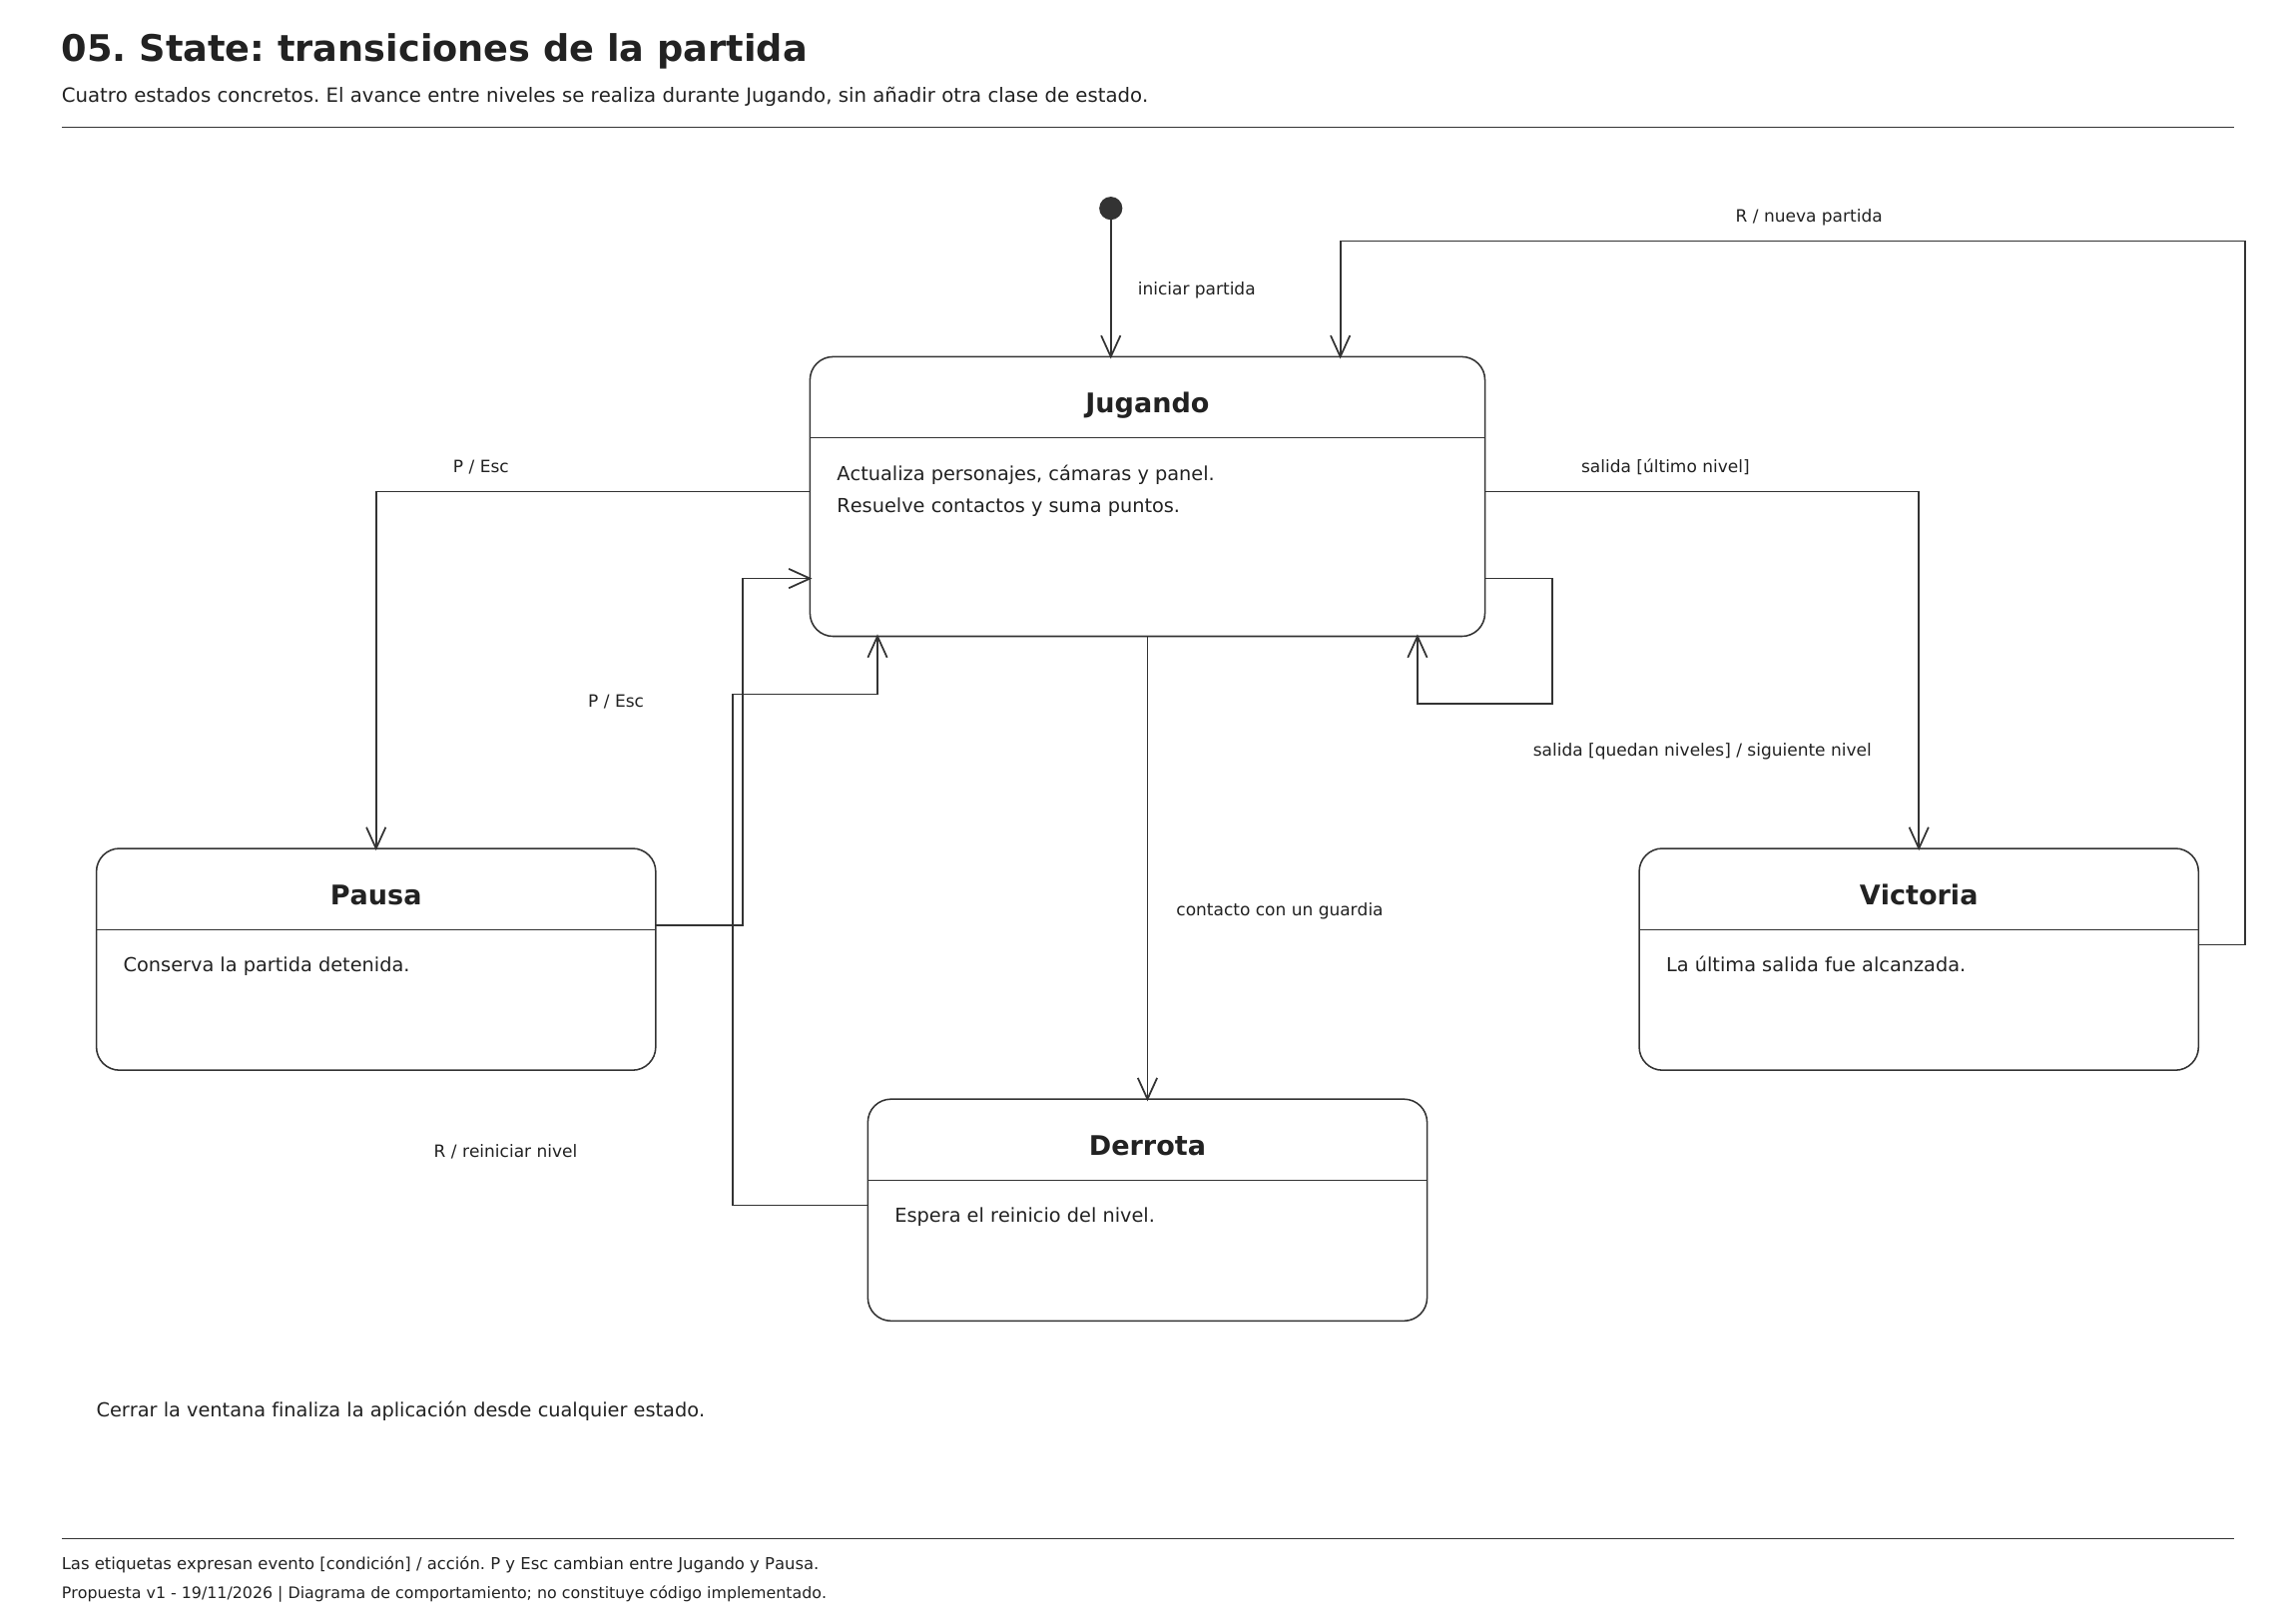 05. State: transiciones de la partida
Cuatro estados concretos. El avance entre niveles se realiza durante Jugando, sin añadir otra clase de estado.
R / nueva partida
iniciar partida
Jugando
Actualiza personajes, cámaras y panel.
Resuelve contactos y suma puntos.
P / Esc
salida [último nivel]
P / Esc
salida [quedan niveles] / siguiente nivel
Pausa
Conserva la partida detenida.
contacto con un guardia
Victoria
La última salida fue alcanzada.
R / reiniciar nivel
Derrota
Espera el reinicio del nivel.
Cerrar la ventana finaliza la aplicación desde cualquier estado.
Las etiquetas expresan evento [condición] / acción. P y Esc cambian entre Jugando y Pausa.
Propuesta v1 - 19/11/2026 | Diagrama de comportamiento; no constituye código implementado.